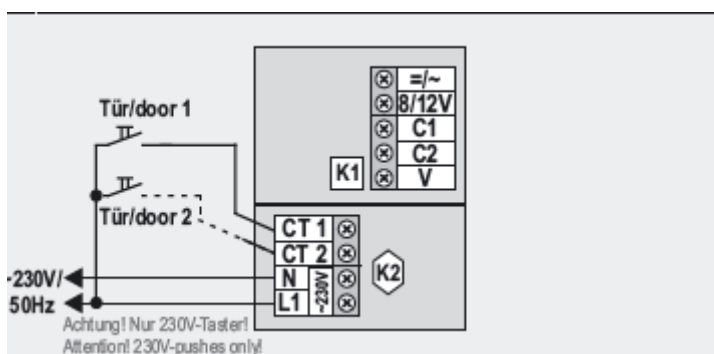 =/~
8/12V
Tür/door 1
C1
C2
K1
V
Tür/door 2
CT 1
CT 2
K2
~230V/
N
~230V
50Hz
L1
Achtung! Nur 230V-Taster!
Attention! 230V-pushes only!